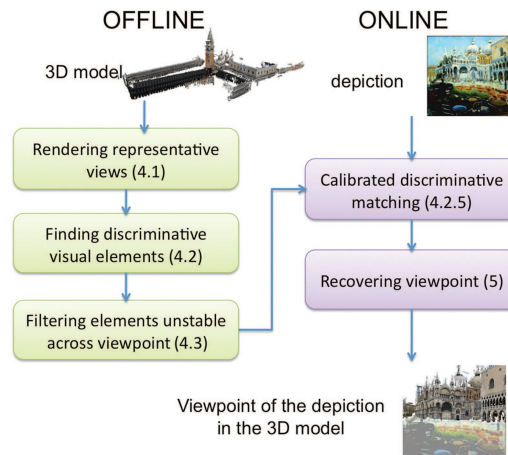 OFFLINE
3D model
Rendering representative
views (4.1)
Finding discriminative
visual elements (4.2)
Filtering elements unstable
across viewpoint (4.3)
ONLINE
depiction
Calibrated discriminative
matching (4.2.5)
Recovering viewpoint (5)
Viewpoint of the depiction
in the 3D model